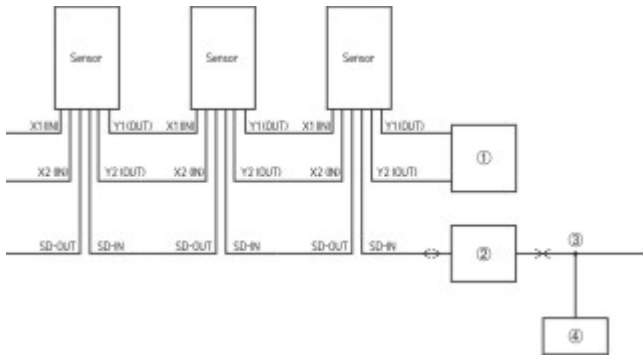 Sensor Sensor Sensor
X1(IN) Y1(OUT) X1(IN) Y1(OUT) X1(IN) Y1(OUT)
X2 (IN) Y2 (OUT) X2 (IN) Y2 (OUT) X2 (IN) Y2 (OUT)
①
SD-OUT SD-IN SD-OUT SD-IN SD-OUT SD-IN
② ③
④